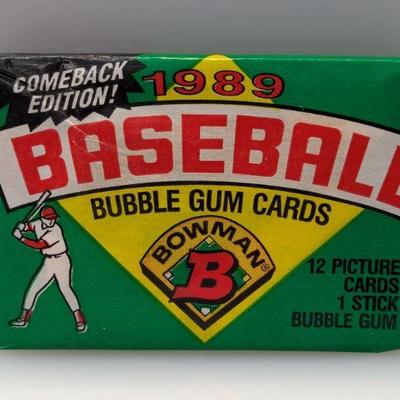 COMEBACK
EDITION!
1989
BASEBALL
BUBBLE GUM CARDS
BOWMAN®
B
12 PICTURE
CARDS
1 STICK
BUBBLE GUM